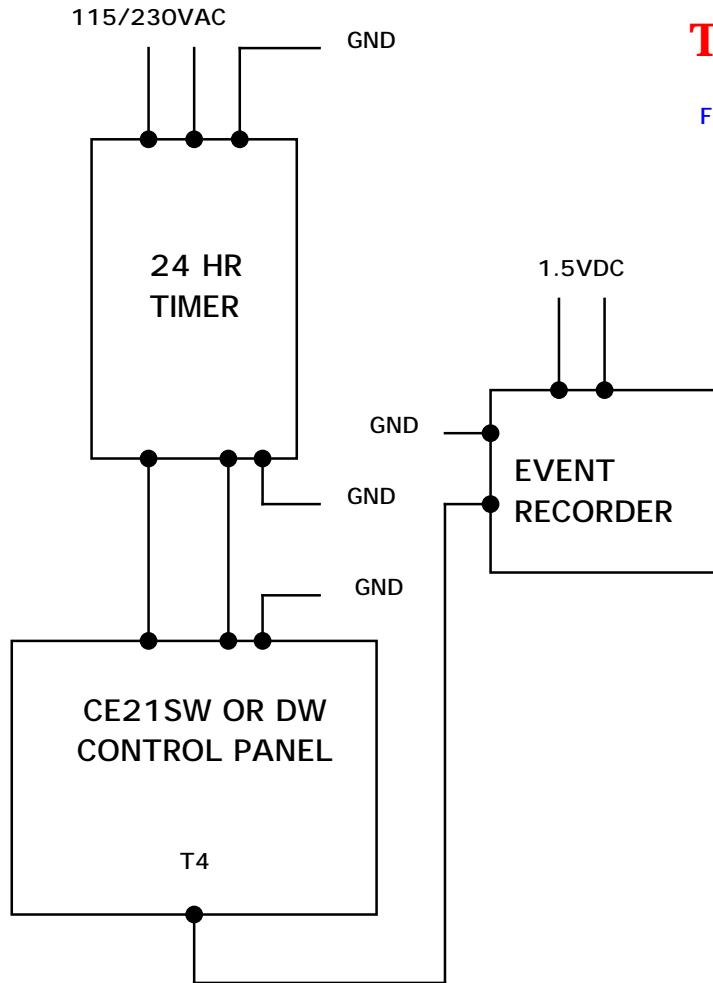 115/230VAC
GND
T
F
24 HR
TIMER
1.5VDC
GND
EVENT
RECORDER
GND
GND
CE21SW OR DW
CONTROL PANEL
T4